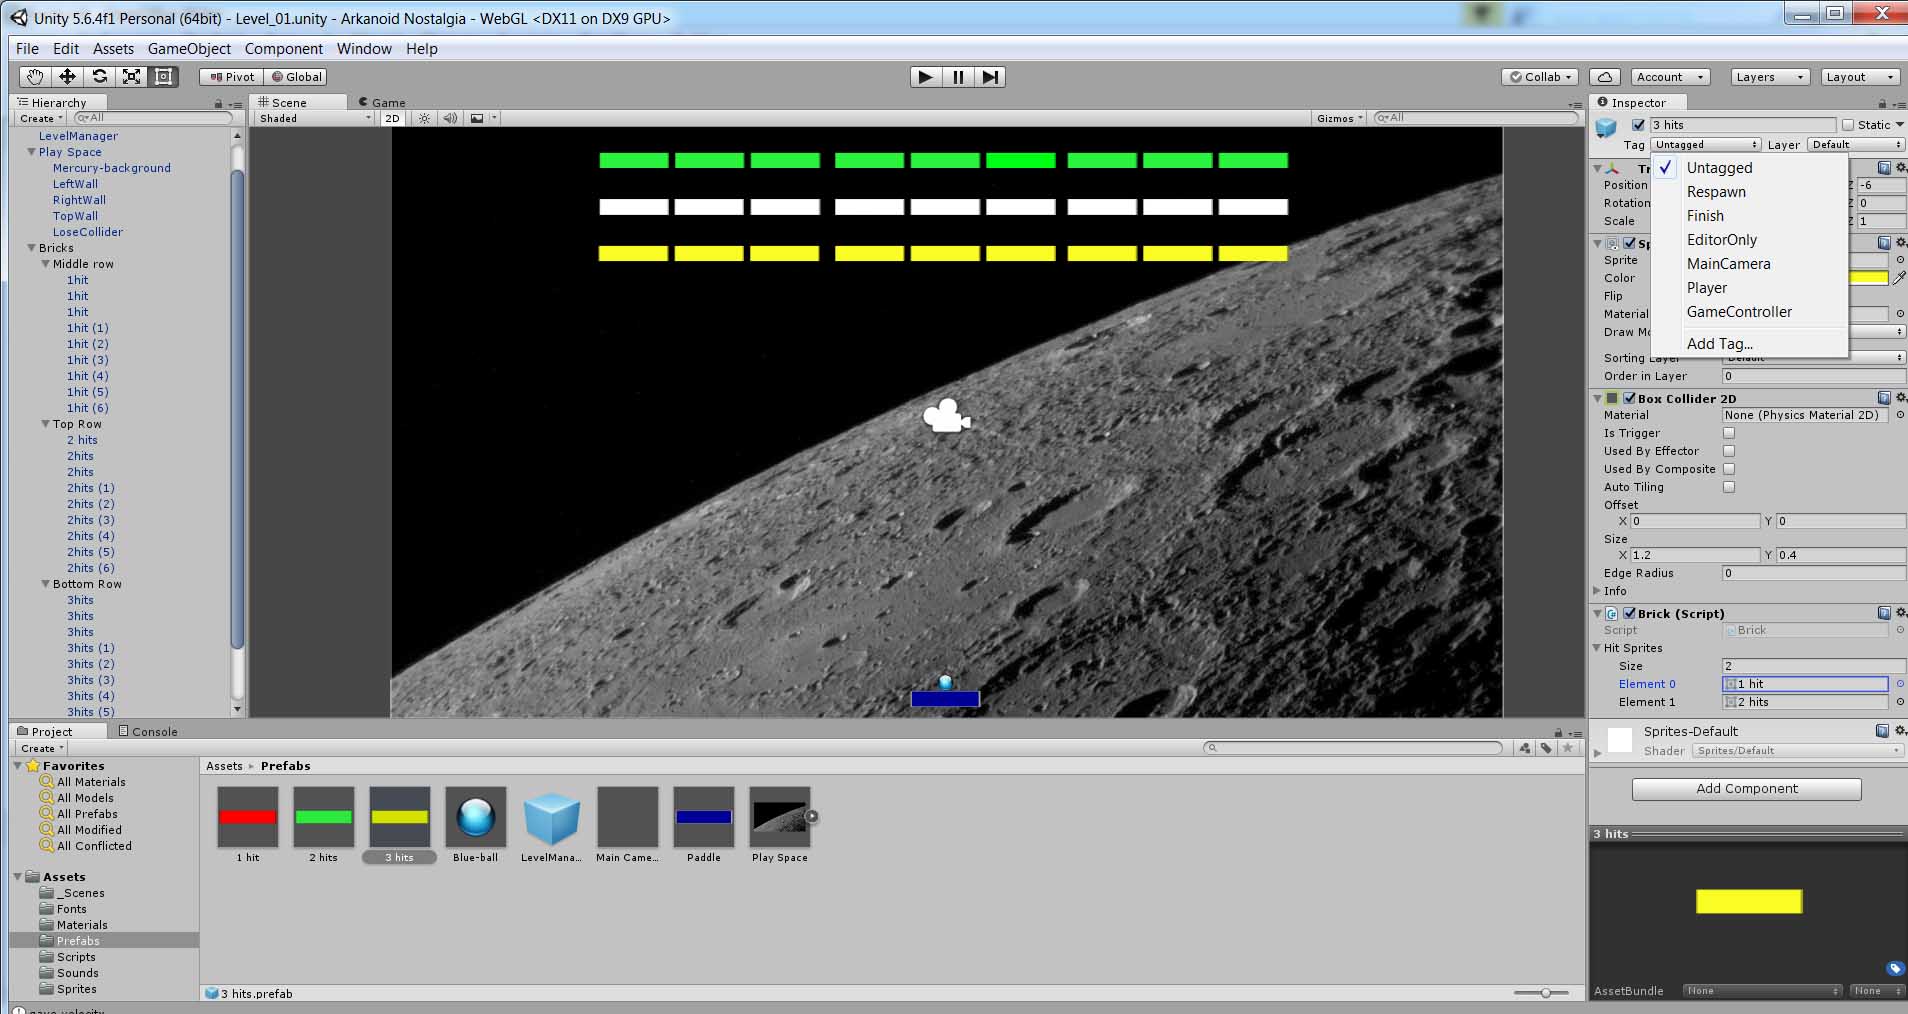 Unity 5.6.4f1 Personal (64bit) - Level_01.unity - Arkanoid Nostalgia - WebGL <DX11 on DX9 GPU>
File Edit Assets GameObject Component Window Help
Pivot Global Collab Account Layers Layout
Hierarchy
Create All
LevelManager
Play Space
Mercury-background
LeftWall
RightWall
TopWall
LoseCollider
Bricks
Middle row
1hit
1hit
1hit
1hit (1)
1hit (2)
1hit (3)
1hit (4)
1hit (5)
1hit (6)
Top Row
2 hits
2hits
2hits
2hits (1)
2hits (2)
2hits (3)
2hits (4)
2hits (5)
2hits (6)
Bottom Row
3hits
3hits
3hits
3hits (1)
3hits (2)
3hits (3)
3hits (4)
3hits (5)
Scene Game
Shaded 2D Gizmos All
Inspector
3 hits Static
Tag Untagged Layer Default
Untagged
Respawn
Finish
EditorOnly
MainCamera
Player
GameController
Add Tag...
Tr
Position Z -6
Rotation Z 0
Scale Z 1
Sp
Sprite
Color
Flip
Material
Draw Mo
Sorting Layer Default
Order in Layer 0
Box Collider 2D
Material None (Physics Material 2D)
Is Trigger
Used By Effector
Used By Composite
Auto Tiling
Offset
X 0 Y 0
Size
X 1.2 Y 0.4
Edge Radius 0
Info
Brick (Script)
Script Brick
Hit Sprites
Size 2
Element 0 1 hit
Element 1 2 hits
Sprites-Default
Shader Sprites/Default
Add Component
3 hits
AssetBundle None None
Project Console
Create
Favorites
All Materials
All Models
All Prefabs
All Modified
All Conflicted
Assets
_Scenes
Fonts
Materials
Prefabs
Scripts
Sounds
Sprites
Assets Prefabs
1 hit 2 hits 3 hits Blue-ball LevelMana... Main Came... Paddle Play Space
3 hits.prefab